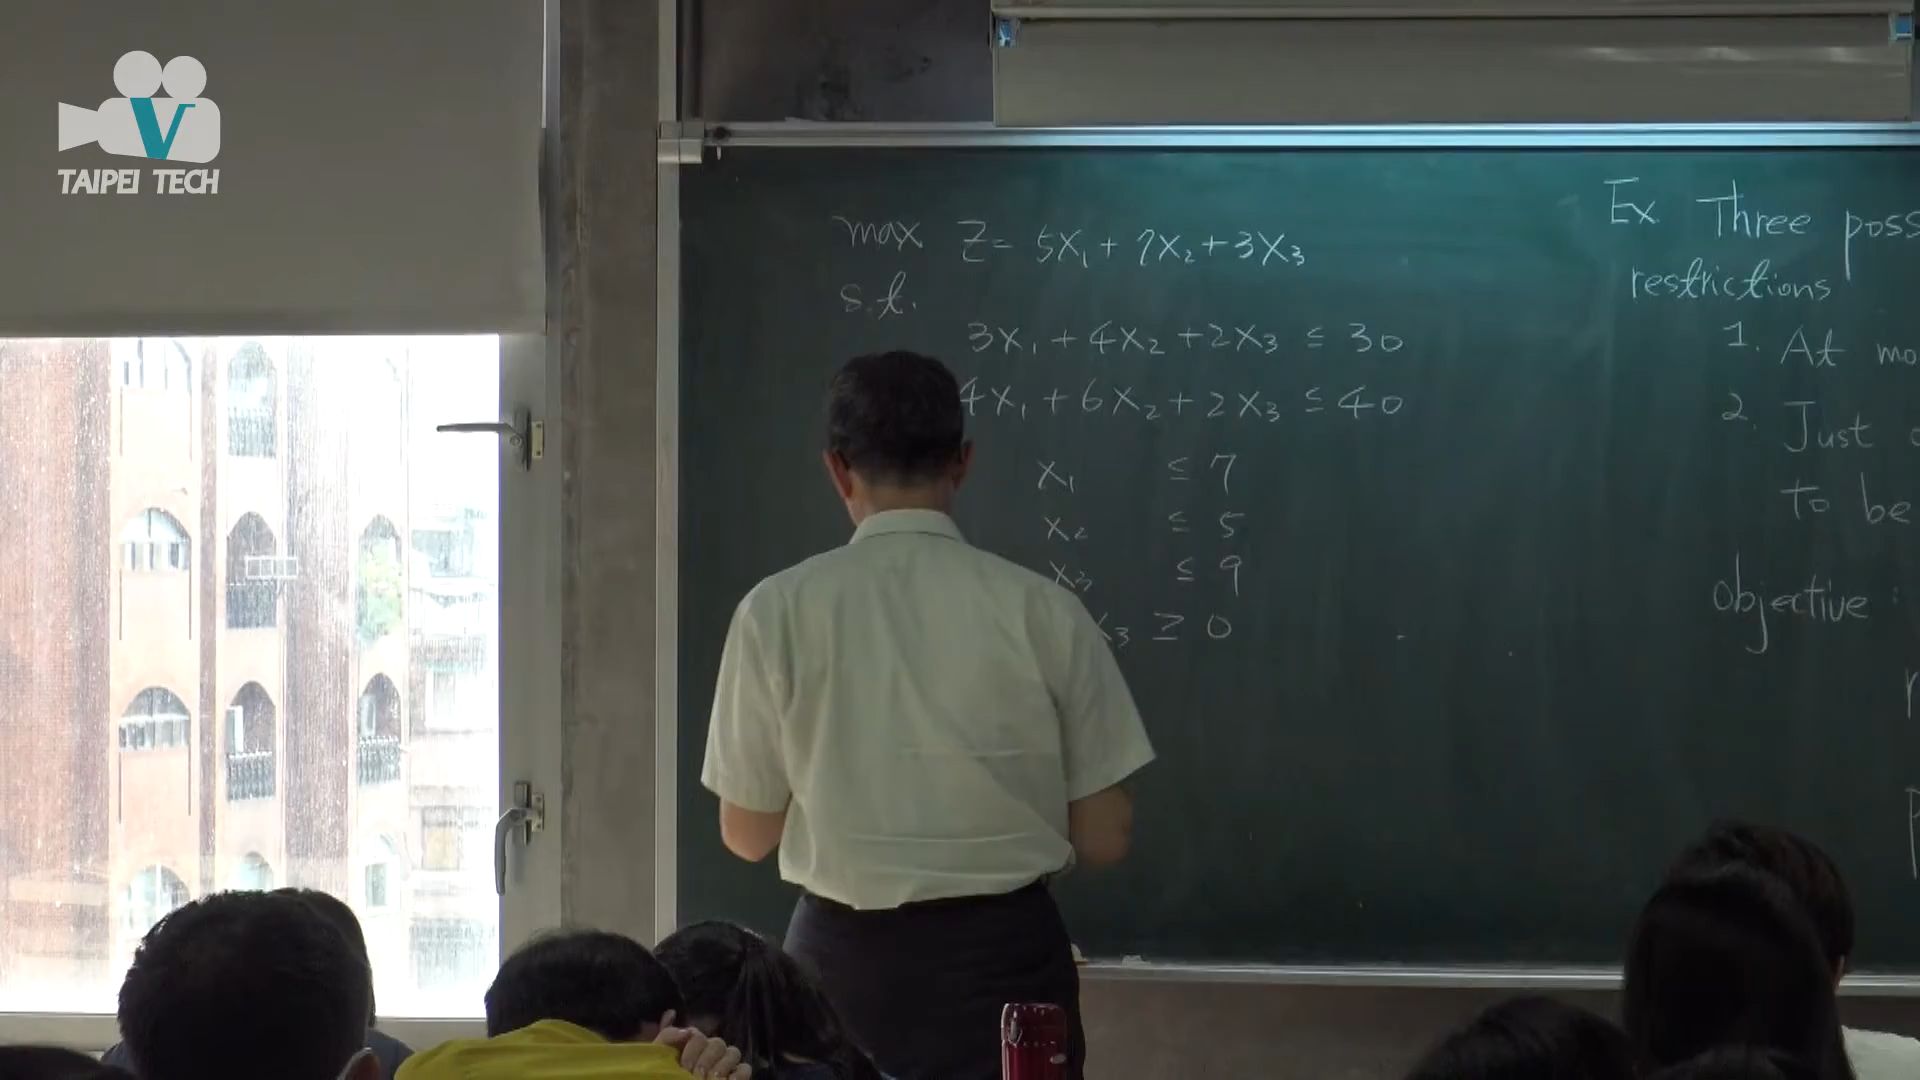 TAIPEI TECH
max Z = 5X₁ + 7X₂ + 3X₃
s.t.
3X₁ + 4X₂ + 2X₃ ≤ 30
4X₁ + 6X₂ + 2X₃ ≤ 40
X₁ ≤ 7
X₂ ≤ 5
X₃ ≤ 9
X₃ ≥ 0
Ex Three
restrictions
1. At
2. Just
to be
objective :